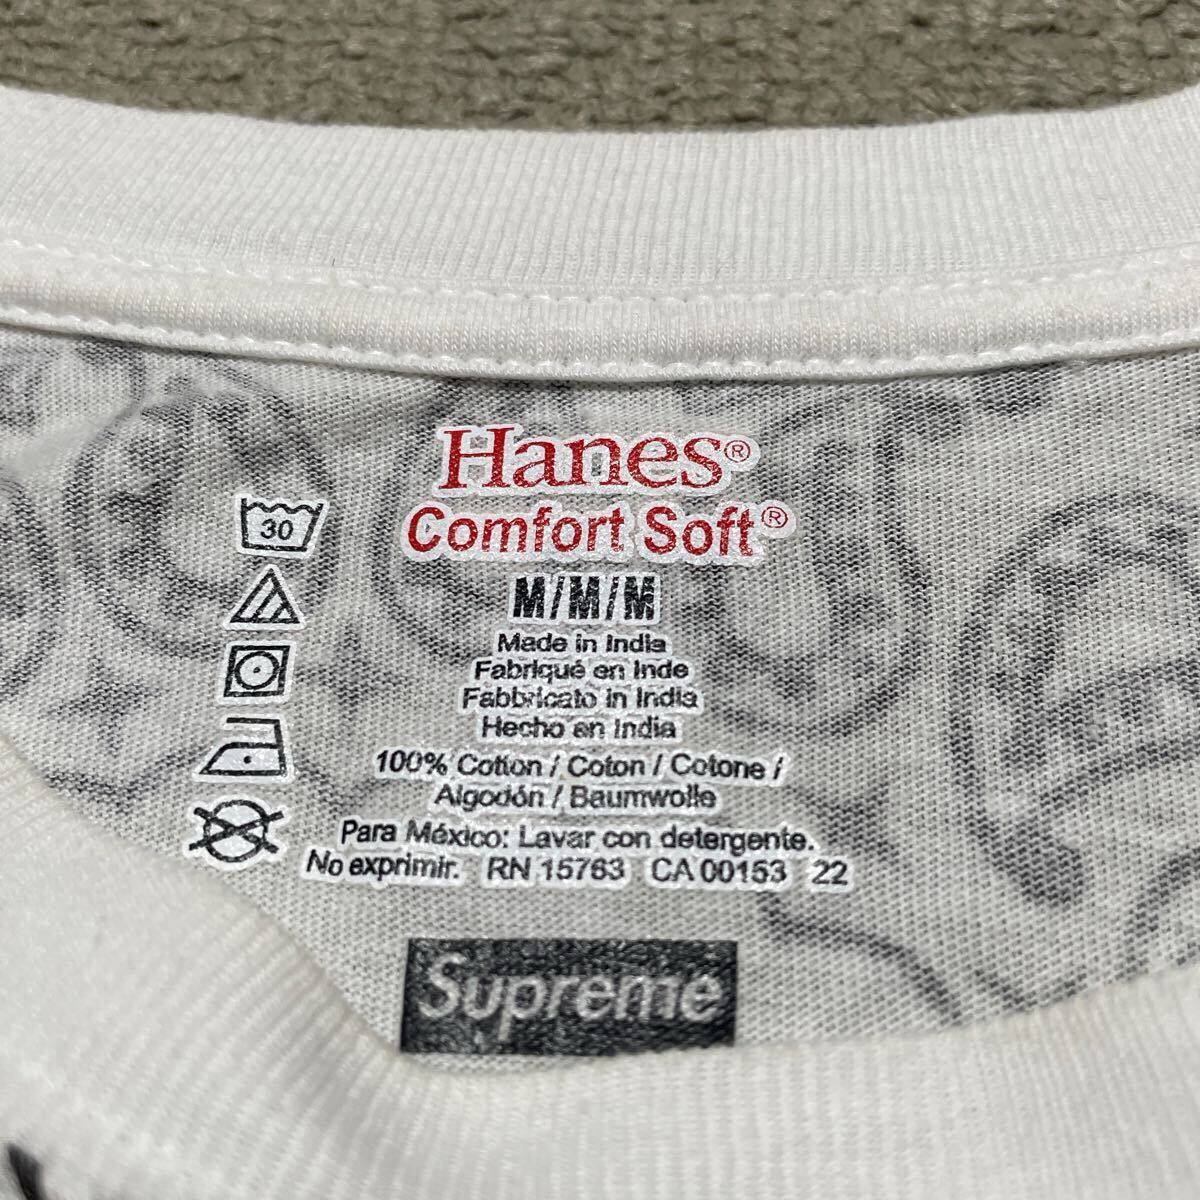 Hanes®
Comfort Soft®
30
M/M/M
Made in India
Fabriqué en Inde
Fabbricato in India
Hecho en India
100% Cotton / Coton / Cotone /
Algodón / Baumwolle
Para México: Lavar con detergente.
No exprimir. RN 15763 CA 00153 22
Supreme